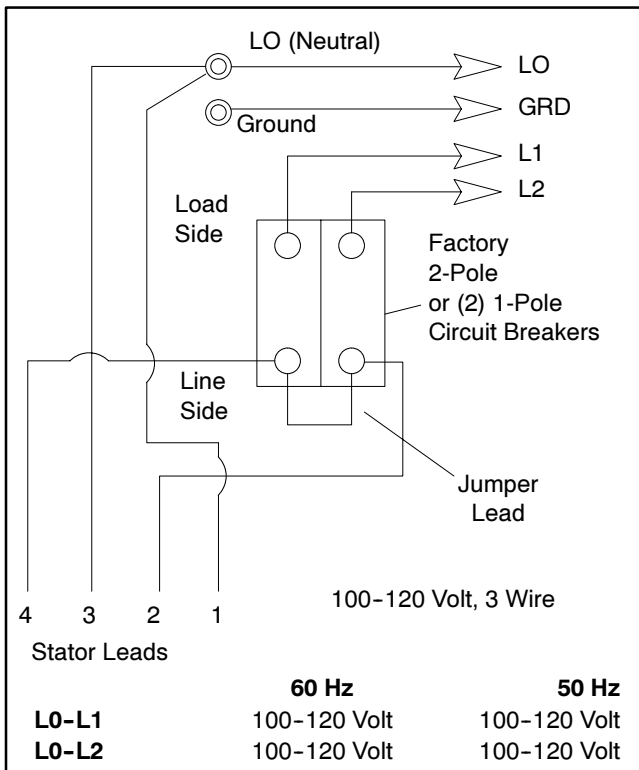 LO (Neutral)
LO
GRD
Ground
L1
L2
Load
Side
Factory
2-Pole
or (2) 1-Pole
Circuit Breakers
Line
Side
Jumper
Lead
4 3 2 1
100-120 Volt, 3 Wire
Stator Leads
60 Hz 50 Hz
L0-L1 100-120 Volt 100-120 Volt
L0-L2 100-120 Volt 100-120 Volt